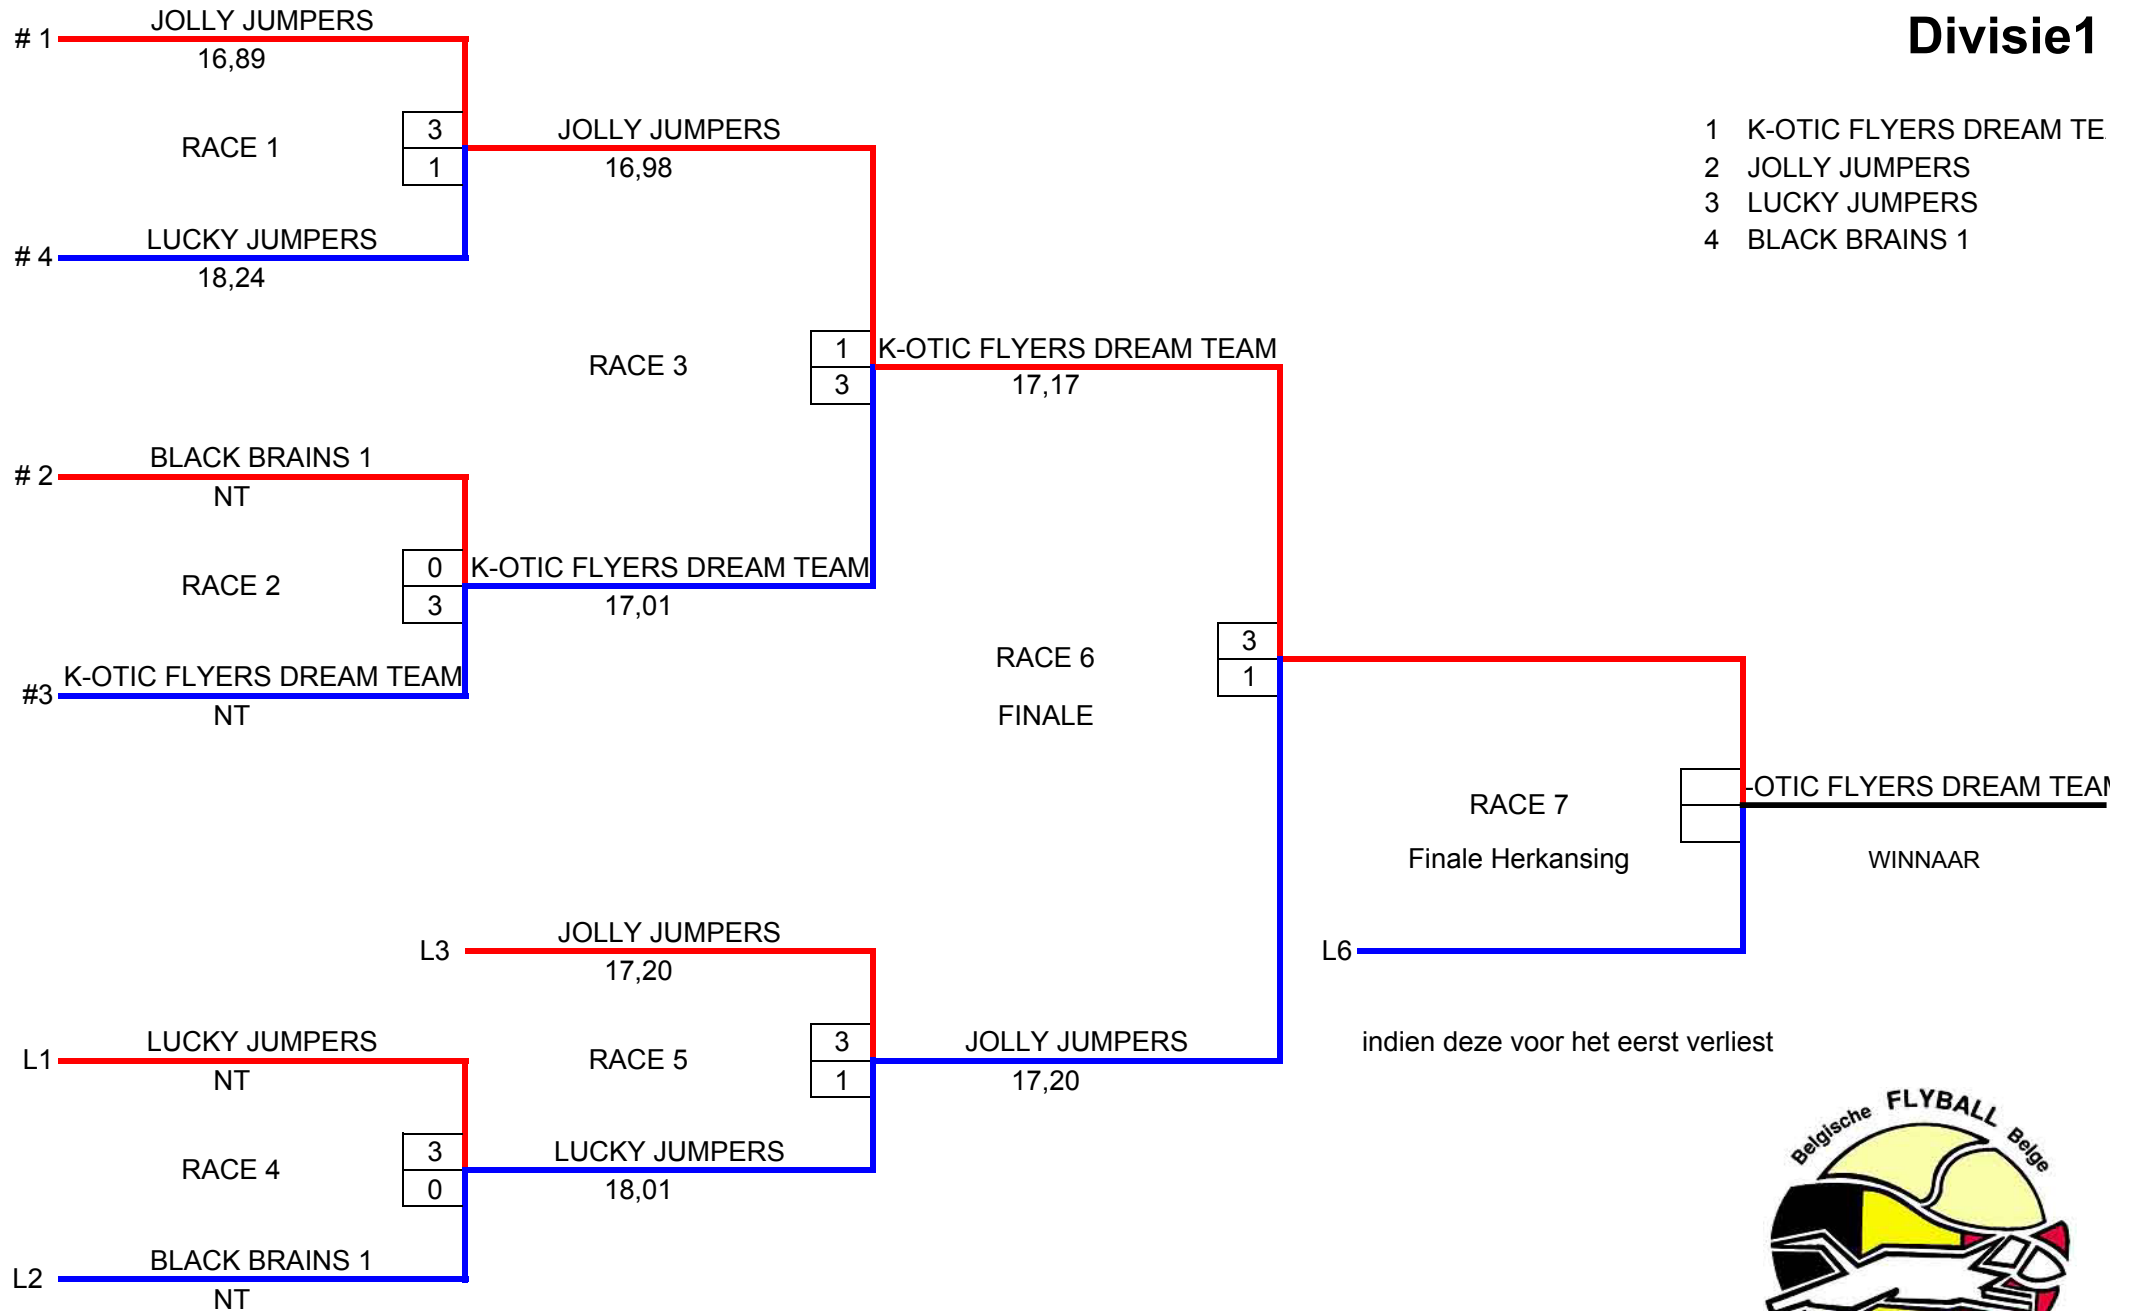 Divisie1
# 1
JOLLY JUMPERS
16,89
RACE 1
3
1
# 4
LUCKY JUMPERS
18,24
JOLLY JUMPERS
16,98
1 K-OTIC FLYERS DREAM TE
2 JOLLY JUMPERS
3 LUCKY JUMPERS
4 BLACK BRAINS 1
RACE 3
1
3
K-OTIC FLYERS DREAM TEAM
17,17
# 2
BLACK BRAINS 1
NT
RACE 2
0
3
K-OTIC FLYERS DREAM TEAM
17,01
#3
K-OTIC FLYERS DREAM TEAM
NT
RACE 6
3
1
FINALE
RACE 7
Finale Herkansing
-OTIC FLYERS DREAM TEA
WINNAAR
L6
indien deze voor het eerst verliest
L3
JOLLY JUMPERS
17,20
RACE 5
3
1
JOLLY JUMPERS
17,20
L1
LUCKY JUMPERS
NT
RACE 4
3
0
LUCKY JUMPERS
18,01
L2
BLACK BRAINS 1
NT
Belgische FLYBALL Belge